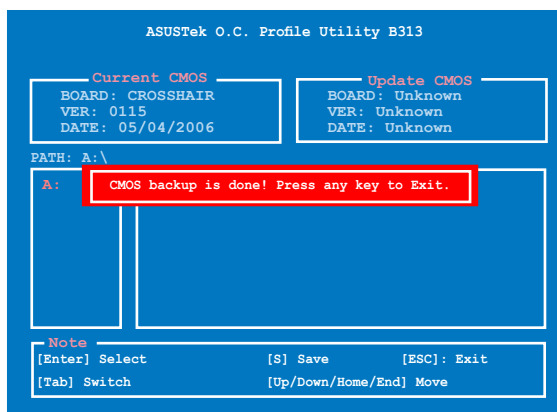 ASUSTek O.C. Profile Utility B313
Current CMOS
BOARD: CROSSHAIR
VER: 0115
DATE: 05/04/2006
Update CMOS
BOARD: Unknown
VER: Unknown
DATE: Unknown
PATH: A:\
A:
CMOS backup is done! Press any key to Exit.
Note
[Enter] Select [S] Save [ESC]: Exit
[Tab] Switch [Up/Down/Home/End] Move